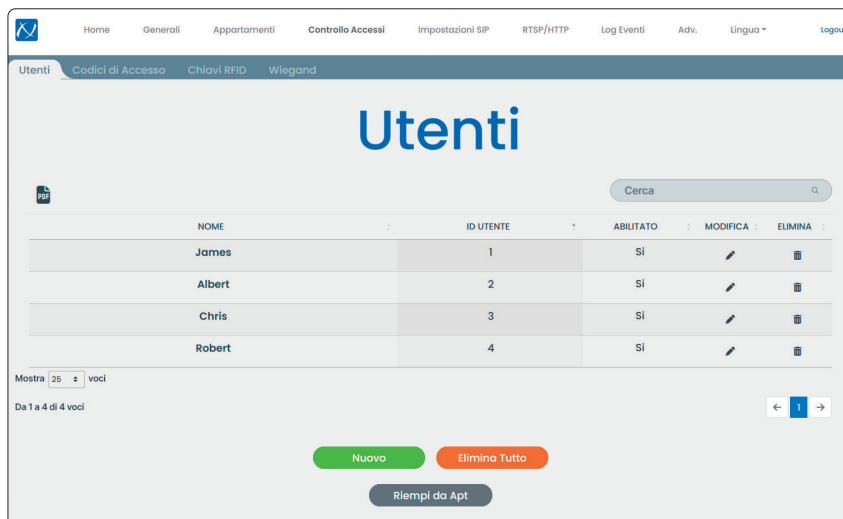 Home Generali Appartamenti Controllo Accessi Impostazioni SIP RTSP/HTTP Log Eventi Adv. Lingua Logou
Utenti Codici di Accesso Chiavi RFID Wiegand
Utenti
PDF
Cerca
NOME ID UTENTE ABILITATO MODIFICA ELIMINA
James 1 Si
Albert 2 Si
Chris 3 Si
Robert 4 Si
Mostra 25 voci
Da 1 a 4 di 4 voci
← 1 →
Nuovo Elimina Tutto
Riempi da Apt